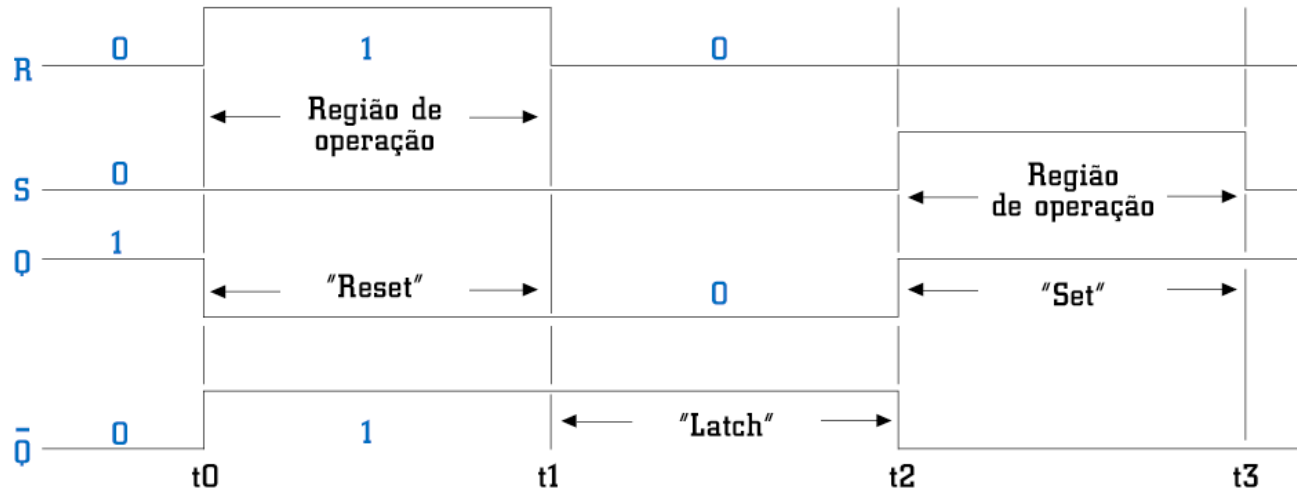 R 0 1 0
Região de
operação
S 0
Região
de operação
Q 1
"Reset" 0 "Set"
Q̅ 0 1 "Latch"
t0 t1 t2 t3